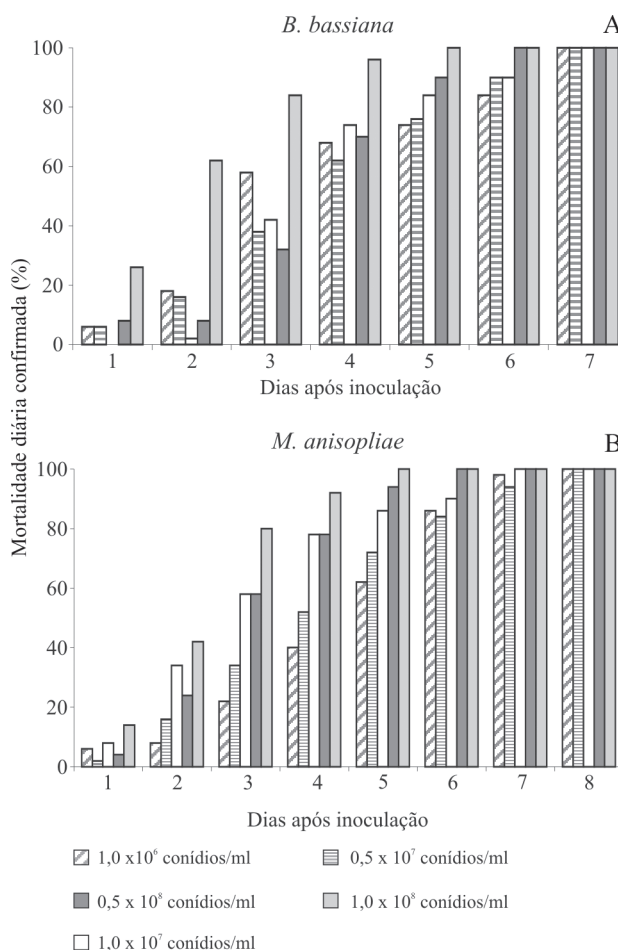 B. bassiana
A
100
80
60
40
20
0
1 2 3 4 5 6 7
Dias após inoculação
Mortalidade diária confirmada (%)
M. anisopliae
B
100
80
60
40
20
0
1 2 3 4 5 6 7 8
Dias após inoculação
1,0 x10⁶ conídios/ml
0,5 x 10⁷ conídios/ml
0,5 x 10⁸ conídios/ml
1,0 x 10⁸ conídios/ml
1,0 x 10⁷ conídios/ml